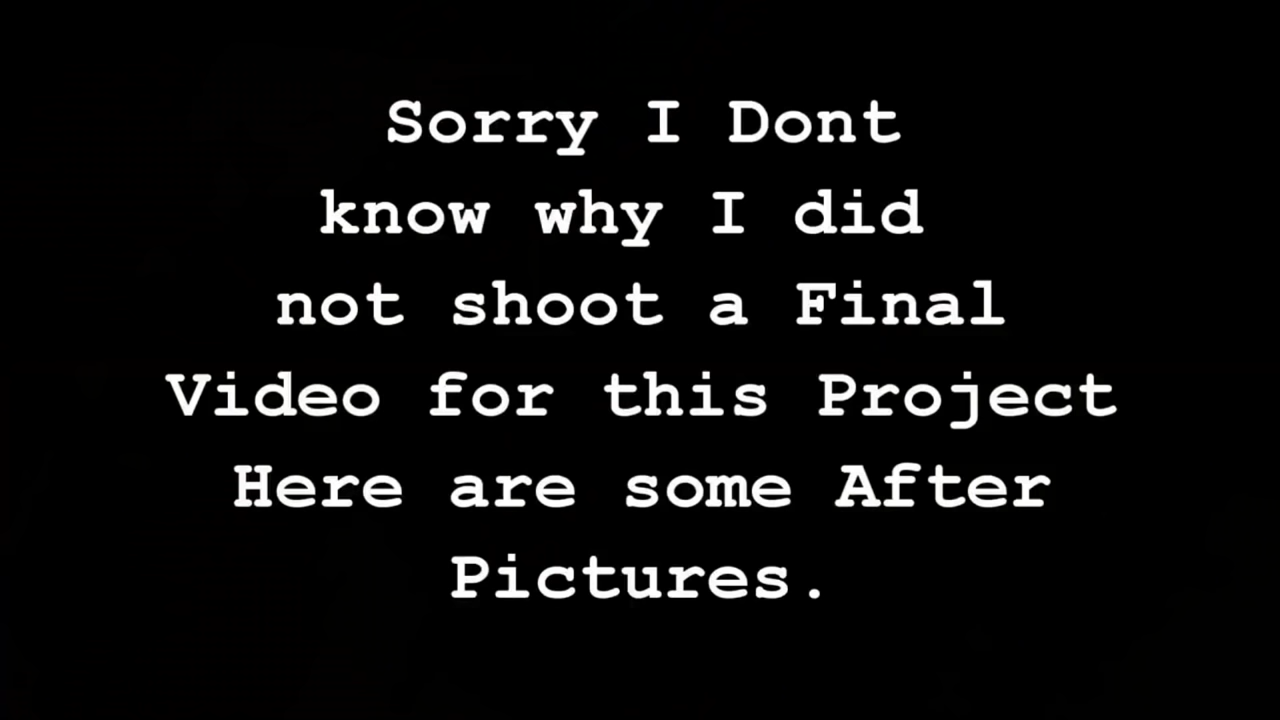 Sorry I Dont
know why I did
not shoot a Final
Video for this Project
Here are some After
Pictures.